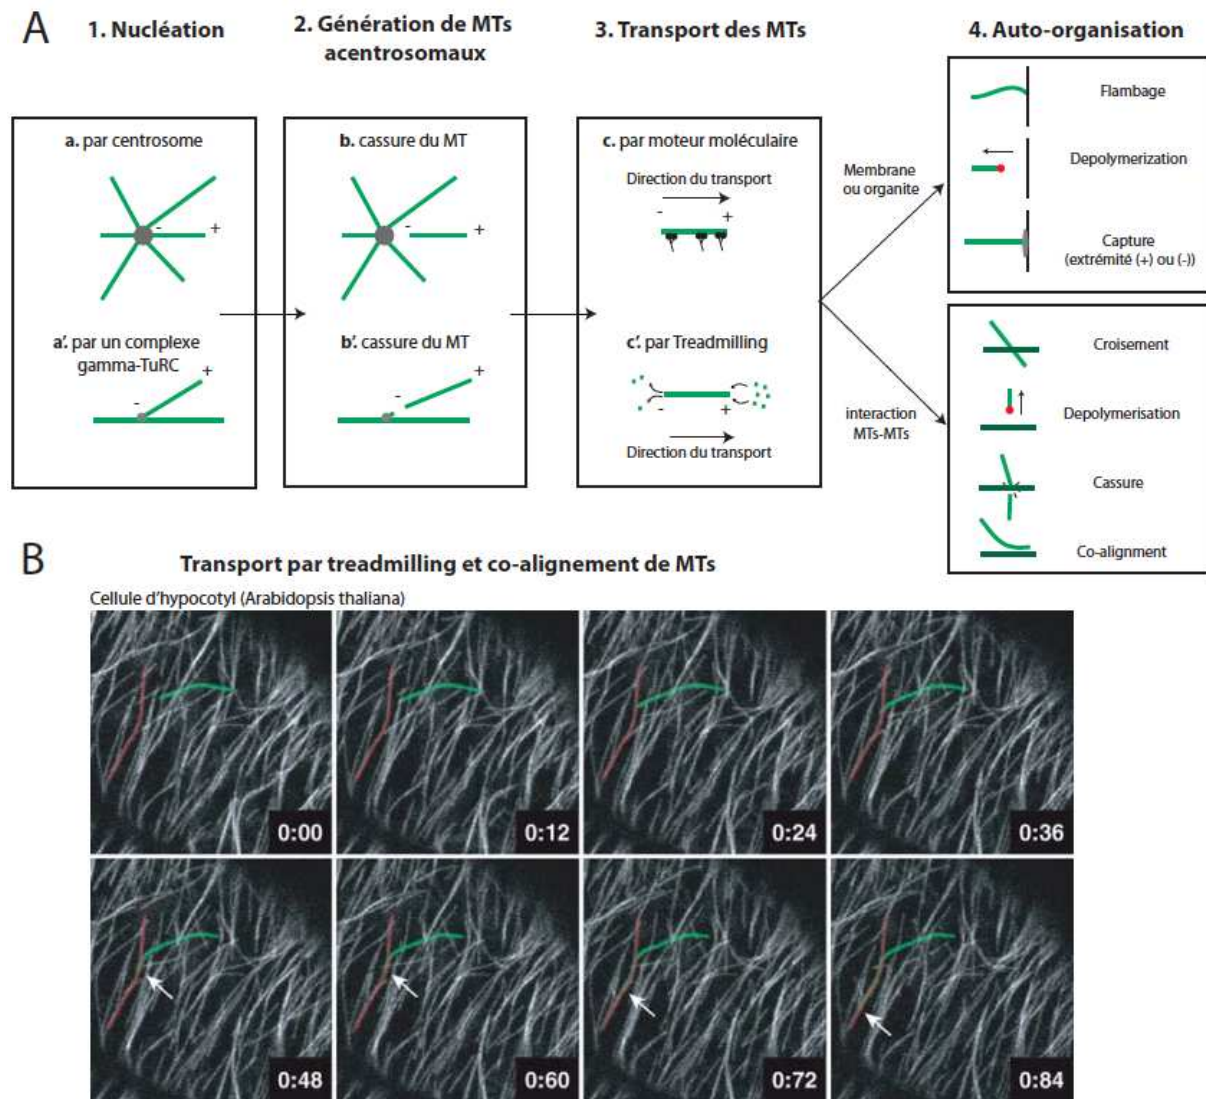 A
1. Nucléation
2. Génération de MTs
acentrosomaux
3. Transport des MTs
4. Auto-organisation
a. par centrosome
- +
a'. par un complexe
gamma-TuRC
- +
b. cassure du MT
- +
b'. cassure du MT
- +
c. par moteur moléculaire
Direction du transport
- +
c'. par Treadmilling
- +
Direction du transport
Membrane
ou organite
interaction
MTs-MTs
Flambage
Depolymerization
Capture
(extrémité (+) ou (-))
Croisement
Depolymerisation
Cassure
Co-alignment
B
Transport par treadmilling et co-alignement de MTs
Cellule d'hypocotyl (Arabidopsis thaliana)
0:00
0:12
0:24
0:36
0:48
0:60
0:72
0:84